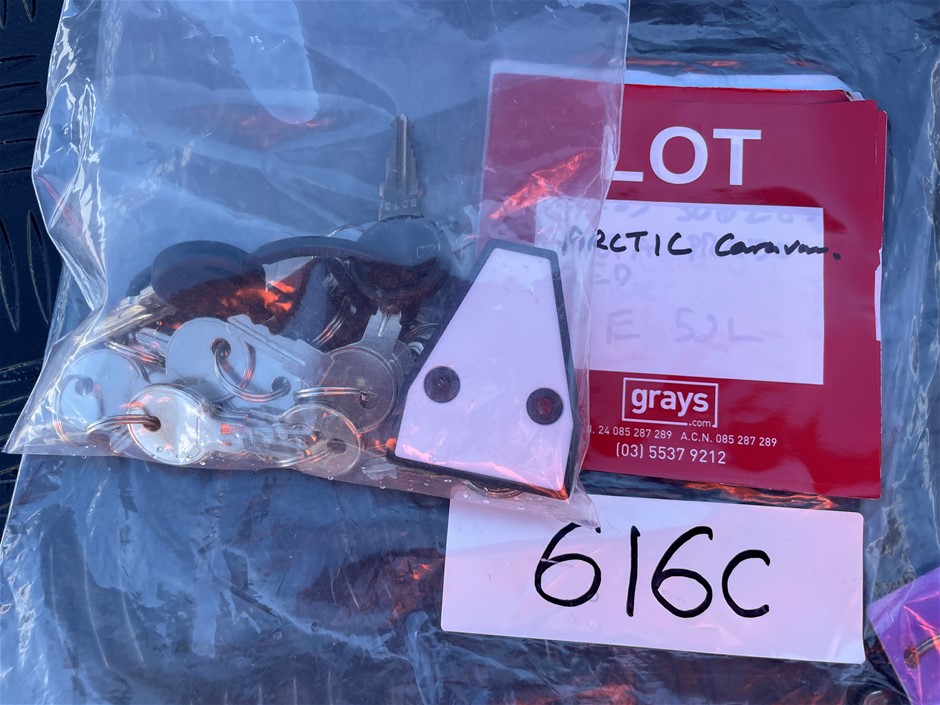 LOT
ARCTIC Caravan.
E 52L
grays
.com
24 085 287 289 A.C.N. 085 287 289
(03) 5537 9212
616C